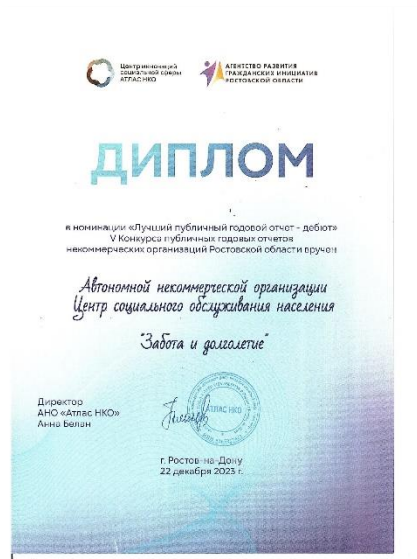 Центр инноваций
социальной сферы
АТЛАС НКО
АГЕНТСТВО РАЗВИТИЯ
ГРАЖДАНСКИХ ИНИЦИАТИВ
РОСТОВСКОЙ ОБЛАСТИ
ДИПЛОМ
в номинации «Лучший публичный годовой отчет - дебют»
V Конкурса публичных годовых отчетов
некоммерческих организаций Ростовской области вручен
Автономной некоммерческой организации
Центр социального обслуживания населения
"Забота и долголетие"
Директор
АНО «Атлас НКО»
Анна Белан
АТЛАС НКО
г. Ростов-на-Дону
22 декабря 2023 г.